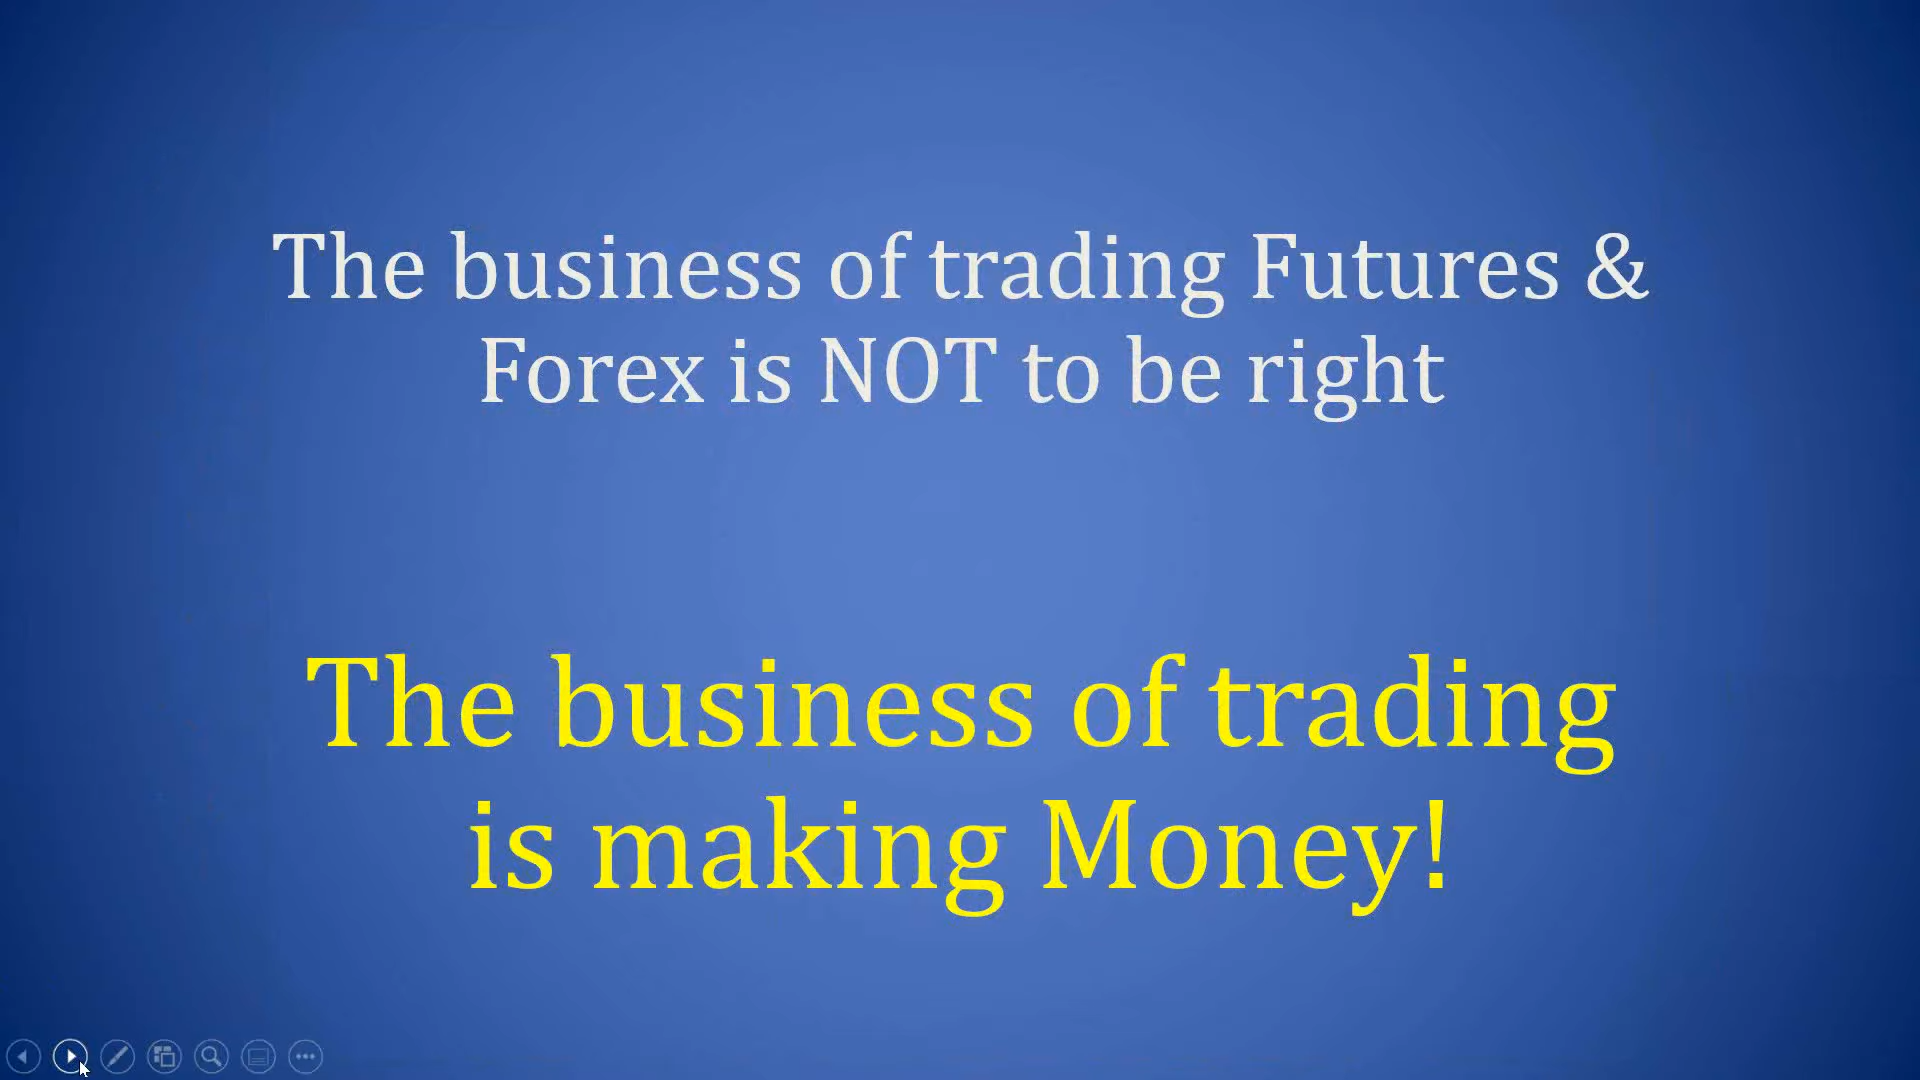 The business of trading Futures &
Forex is NOT to be right
The business of trading
is making Money!